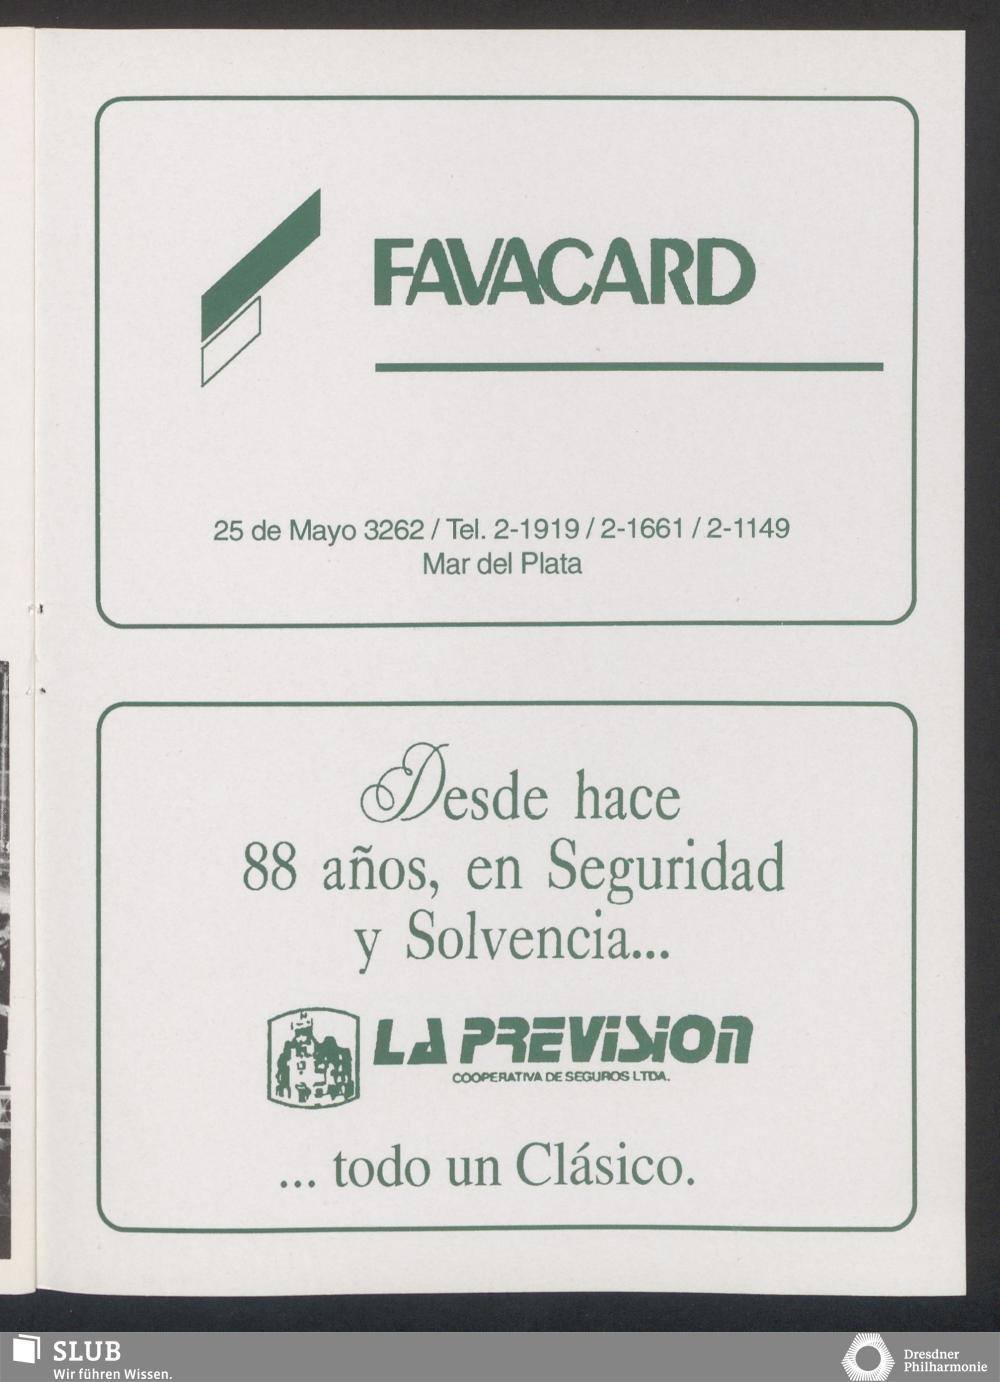 FAVACARD
25 de Mayo 3262 / Tel. 2-1919 / 2-1661 / 2-1149
Mar del Plata
Desde hace
88 años, en Seguridad
y Solvencia...
LA PREVISION
COOPERATIVA DE SEGUROS LTDA.
... todo un Clásico.
SLUB
Wir führen Wissen.
Dresdner
Philharmonie